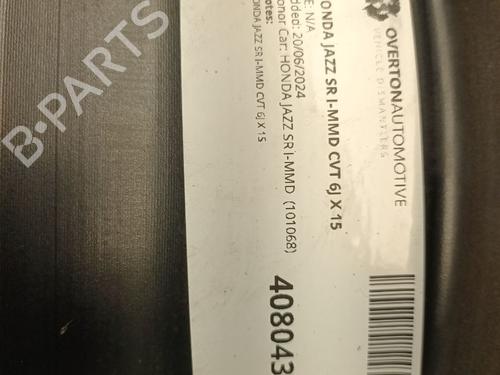 OVERTONAUTOMOTIVE
VEHICLE DISMANTLERS
ONDA JAZZ SR I-MMD CVT 6J X 15
E: N/A
dded: 20/06/2024
onor Car: HONDA JAZZ SR I-MMD (101068)
otes:
ONDA JAZZ SR I-MMD CVT 6J X 15
408043
B-PARTS